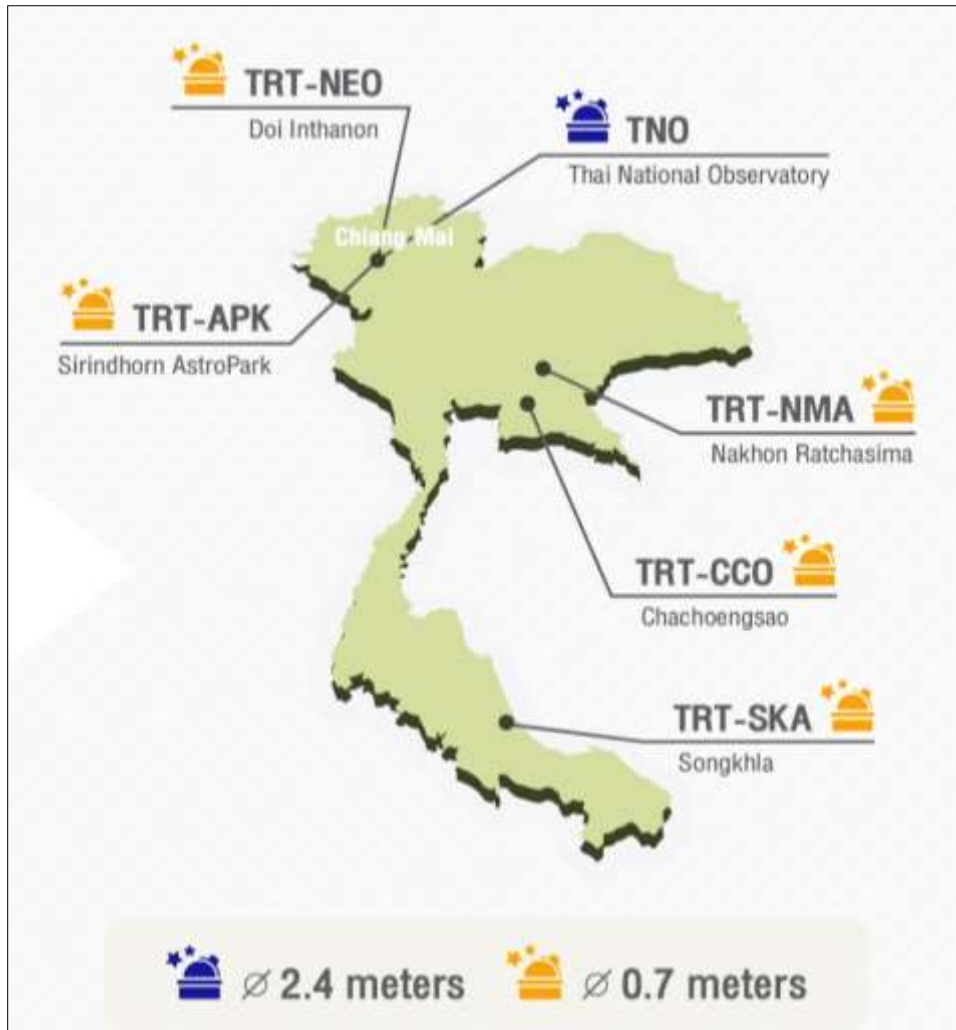 TRT-NEO
Doi Inthanon
TNO
Thai National Observatory
Chiang Mai
TRT-APK
Sirindhorn AstroPark
TRT-NMA
Nakhon Ratchasima
TRT-CCO
Chachoengsao
TRT-SKA
Songkhla
⌀ 2.4 meters
⌀ 0.7 meters